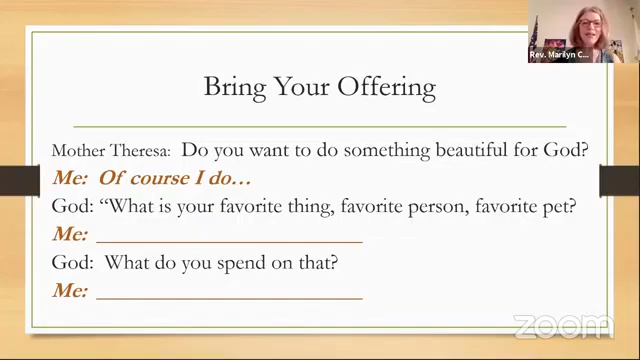 Rev. Marilyn C...
Bring Your Offering
Mother Theresa: Do you want to do something beautiful for God?
Me: Of course I do…
God: “What is your favorite thing, favorite person, favorite pet?
Me: ________________________
God: What do you spend on that?
Me: ________________________
zoom